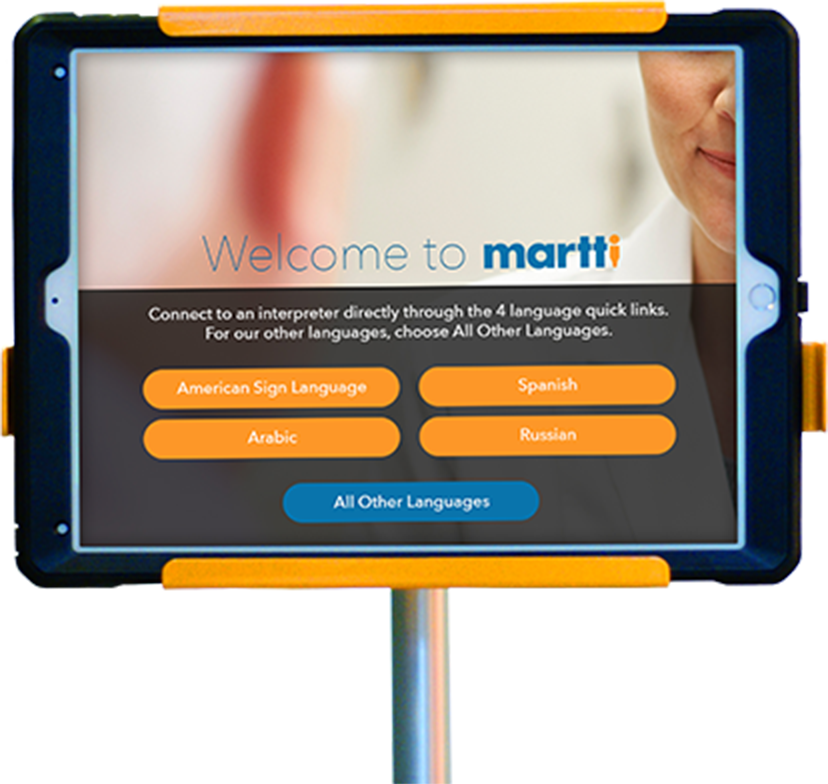 Welcome to martti
Connect to an interpreter directly through the 4 language quick links.
For our other languages, choose All Other Languages.
American Sign Language
Spanish
Arabic
Russian
All Other Languages